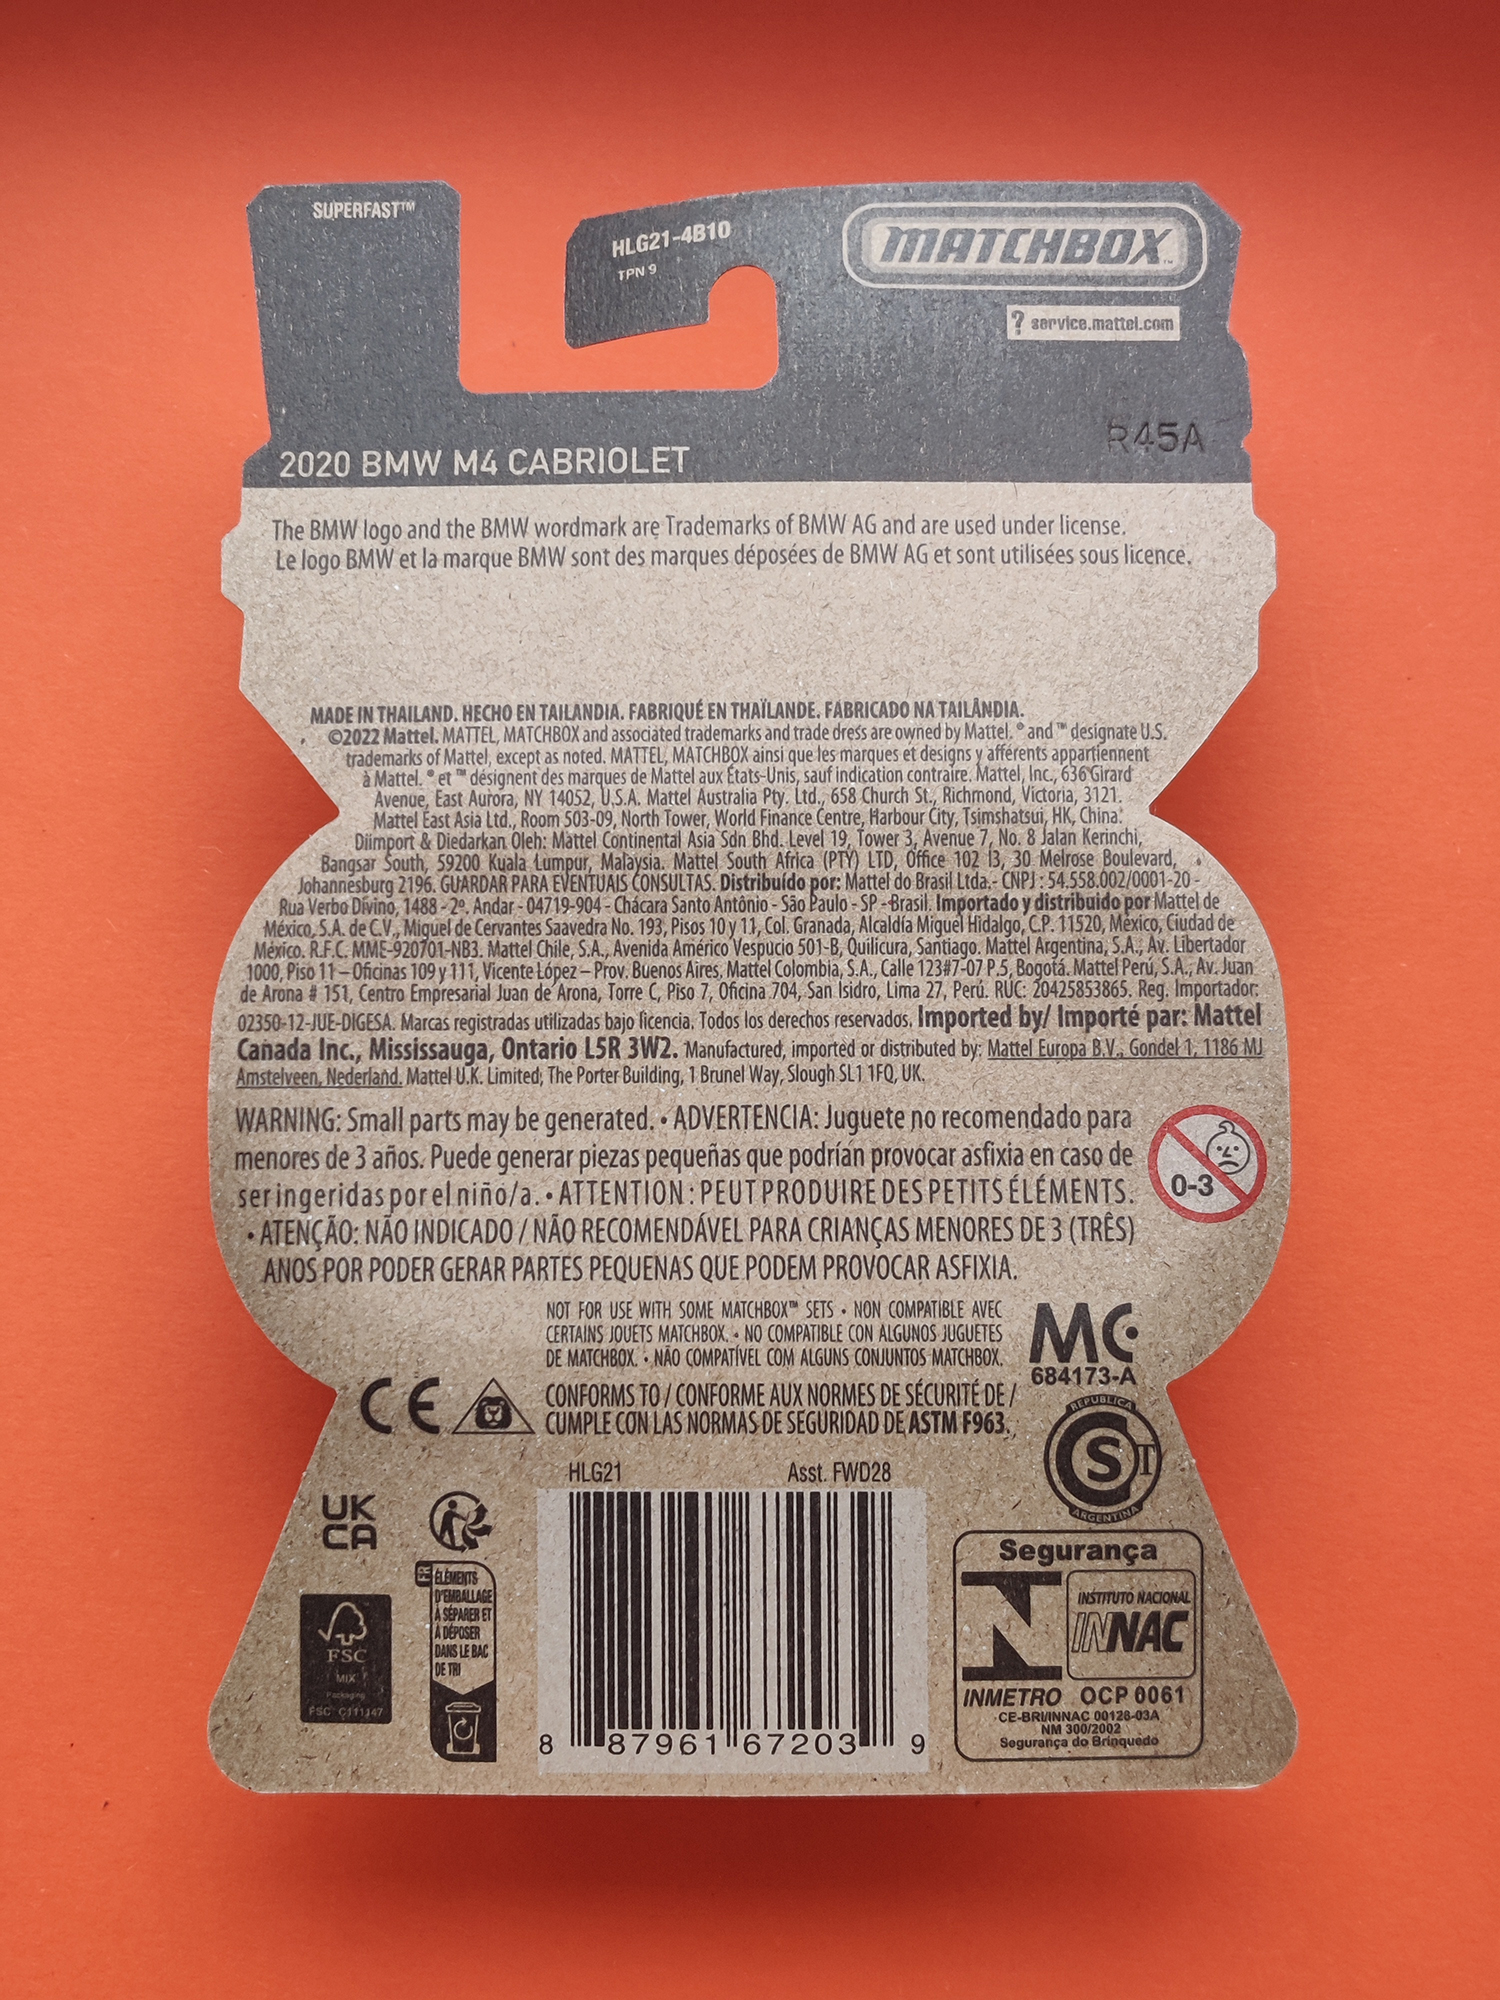 SUPERFAST™
HLG21-4B10
TPN 9
MATCHBOX™
? service.mattel.com
R45A
2020 BMW M4 CABRIOLET
The BMW logo and the BMW wordmark are Trademarks of BMW AG and are used under license.
Le logo BMW et la marque BMW sont des marques déposées de BMW AG et sont utilisées sous licence.
MADE IN THAILAND. HECHO EN TAILANDIA. FABRIQUÉ EN THAÏLANDE. FABRICADO NA TAILÂNDIA.
©2022 Mattel. MATTEL, MATCHBOX and associated trademarks and trade dress are owned by Mattel. ® and ™ designate U.S.
trademarks of Mattel, except as noted. MATTEL, MATCHBOX ainsi que les marques et designs y afférents appartiennent
à Mattel. ® et ™ désignent des marques de Mattel aux États-Unis, sauf indication contraire. Mattel, Inc., 636 Girard
Avenue, East Aurora, NY 14052, U.S.A. Mattel Australia Pty. Ltd., 658 Church St., Richmond, Victoria, 3121.
Mattel East Asia Ltd., Room 503-09, North Tower, World Finance Centre, Harbour City, Tsimshatsui, HK, China.
Diimport & Diedarkan Oleh: Mattel Continental Asia Sdn Bhd. Level 19, Tower 3, Avenue 7, No. 8 Jalan Kerinchi,
Bangsar South, 59200 Kuala Lumpur, Malaysia. Mattel South Africa (PTY) LTD, Office 102 I3, 30 Melrose Boulevard,
Johannesburg 2196. GUARDAR PARA EVENTUAIS CONSULTAS. Distribuído por: Mattel do Brasil Ltda.- CNPJ : 54.558.002/0001-20 -
Rua Verbo Divino, 1488 - 2º. Andar - 04719-904 - Chácara Santo Antônio - São Paulo - SP -Brasil. Importado y distribuido por Mattel de
México, S.A. de C.V., Miguel de Cervantes Saavedra No. 193, Pisos 10 y 11, Col. Granada, Alcaldía Miguel Hidalgo, C.P. 11520, México, Ciudad de
México. R.F.C. MME-920701-NB3. Mattel Chile, S.A., Avenida Américo Vespucio 501-B, Quilicura, Santiago. Mattel Argentina, S.A., Av. Libertador
1000, Piso 11 – Oficinas 109 y 111, Vicente López – Prov. Buenos Aires. Mattel Colombia, S.A., Calle 123#7-07 P.5, Bogotá. Mattel Perú, S.A., Av. Juan
de Arona # 151, Centro Empresarial Juan de Arona, Torre C, Piso 7, Oficina 704, San Isidro, Lima 27, Perú. RUC: 20425853865. Reg. Importador:
02350-12-JUE-DIGESA. Marcas registradas utilizadas bajo licencia. Todos los derechos reservados. Imported by/ Importé par: Mattel
Canada Inc., Mississauga, Ontario L5R 3W2. Manufactured, imported or distributed by: Mattel Europa B.V., Gondel 1, 1186 MJ
Amstelveen, Nederland. Mattel U.K. Limited, The Porter Building, 1 Brunel Way, Slough SL1 1FQ, UK.
WARNING: Small parts may be generated. • ADVERTENCIA: Juguete no recomendado para
menores de 3 años. Puede generar piezas pequeñas que podrían provocar asfixia en caso de
ser ingeridas por el niño/a. • ATTENTION : PEUT PRODUIRE DES PETITS ÉLÉMENTS.
• ATENÇÃO: NÃO INDICADO / NÃO RECOMENDÁVEL PARA CRIANÇAS MENORES DE 3 (TRÊS)
ANOS POR PODER GERAR PARTES PEQUENAS QUE PODEM PROVOCAR ASFIXIA.
0-3
NOT FOR USE WITH SOME MATCHBOX™ SETS • NON COMPATIBLE AVEC
CERTAINS JOUETS MATCHBOX. • NO COMPATIBLE CON ALGUNOS JUGUETES
DE MATCHBOX. • NÃO COMPATÍVEL COM ALGUNS CONJUNTOS MATCHBOX.
MC
684173-A
CE
CONFORMS TO / CONFORME AUX NORMES DE SÉCURITÉ DE /
CUMPLE CON LAS NORMAS DE SEGURIDAD DE ASTM F963.
REPUBLICA
S T
ARGENTINA
HLG21 Asst. FWD28
UK
CA
FR
ÉLÉMENTS
D'EMBALLAGE
À SÉPARER ET
À DÉPOSER
DANS LE BAC
DE TRI
FSC
MIX
Packaging
FSC® C111147
8 87961 67203 9
Segurança
INSTITUTO NACIONAL
INNAC
INMETRO OCP 0061
CE-BRI/INNAC 00128-03A
NM 300/2002
Segurança do Brinquedo